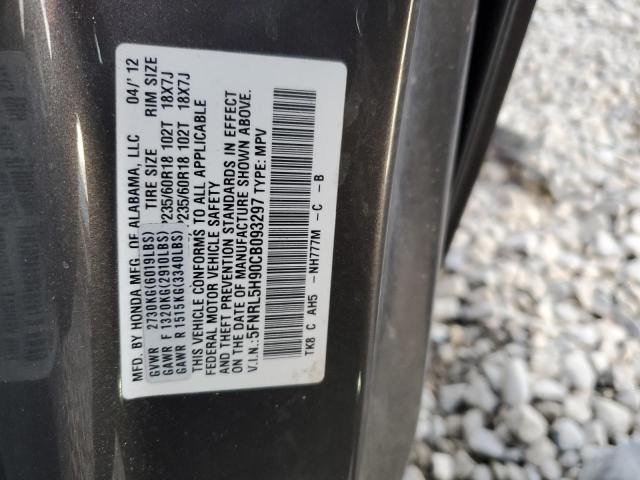 MFD. BY HONDA MFG. OF ALABAMA, LLC 04/'12
GVWR 2730KG(6019LBS) TIRE SIZE RIM SIZE
GAWR F 1320KG(2910LBS) P235/60R18 102T 18X7J
GAWR R 1515KG(3340LBS) P235/60R18 102T 18X7J
THIS VEHICLE CONFORMS TO ALL APPLICABLE
FEDERAL MOTOR VEHICLE SAFETY
AND THEFT PREVENTION STANDARDS IN EFFECT
ON THE DATE OF MANUFACTURE SHOWN ABOVE.
V.I.N.:5FNRL5H90CB093297 TYPE: MPV
TK8 C AH5 -NH777M -C -B